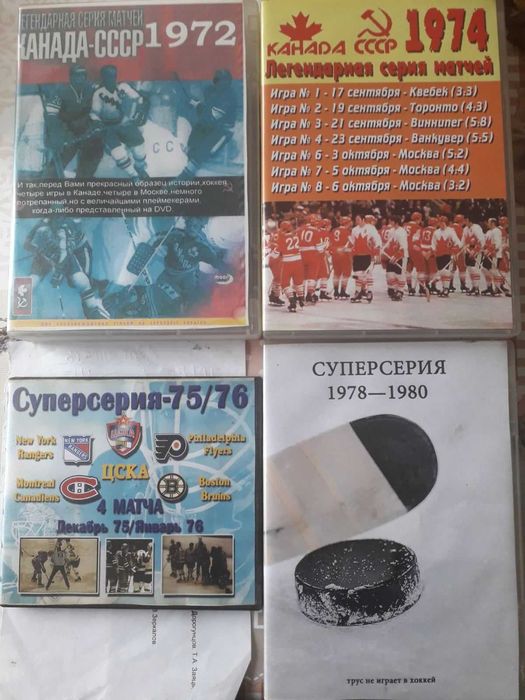 ЛЕГЕНДАРНАЯ СЕРИЯ МАТЧЕЙ
КАНАДА-СССР 1972
И так,перед Вами прекрасный образец истории,хоккея
четыре игры в Канаде,четыре в Москве,немного
потрепанный,но с величайшими плеймекерами,
когда-либо представленный на DVD.
КАНАДА СССР 1974
Легендарная серия матчей
Игра № 1 - 17 сентября - Квебек (3:3)
Игра № 2 - 19 сентября - Торонто (4:3)
Игра № 3 - 21 сентября - Виннипег (5:8)
Игра № 4 - 23 сентября - Ванкувер (5:5)
Игра № 6 - 3 октября - Москва (5:2)
Игра № 7 - 5 октября - Москва (4:4)
Игра № 8 - 6 октября - Москва (3:2)
Суперсерия-75/76
New York
Rangers
Philadelphia
Flyers
ЦСКА
Montreal
Canadiens
Boston
Bruins
4 МАТЧА
Декабрь 75/Январь 76
СУПЕРСЕРИЯ
1978—1980
трус не играет в хоккей
Дорогунцов, Т.А. Заяць,
Зеркалов